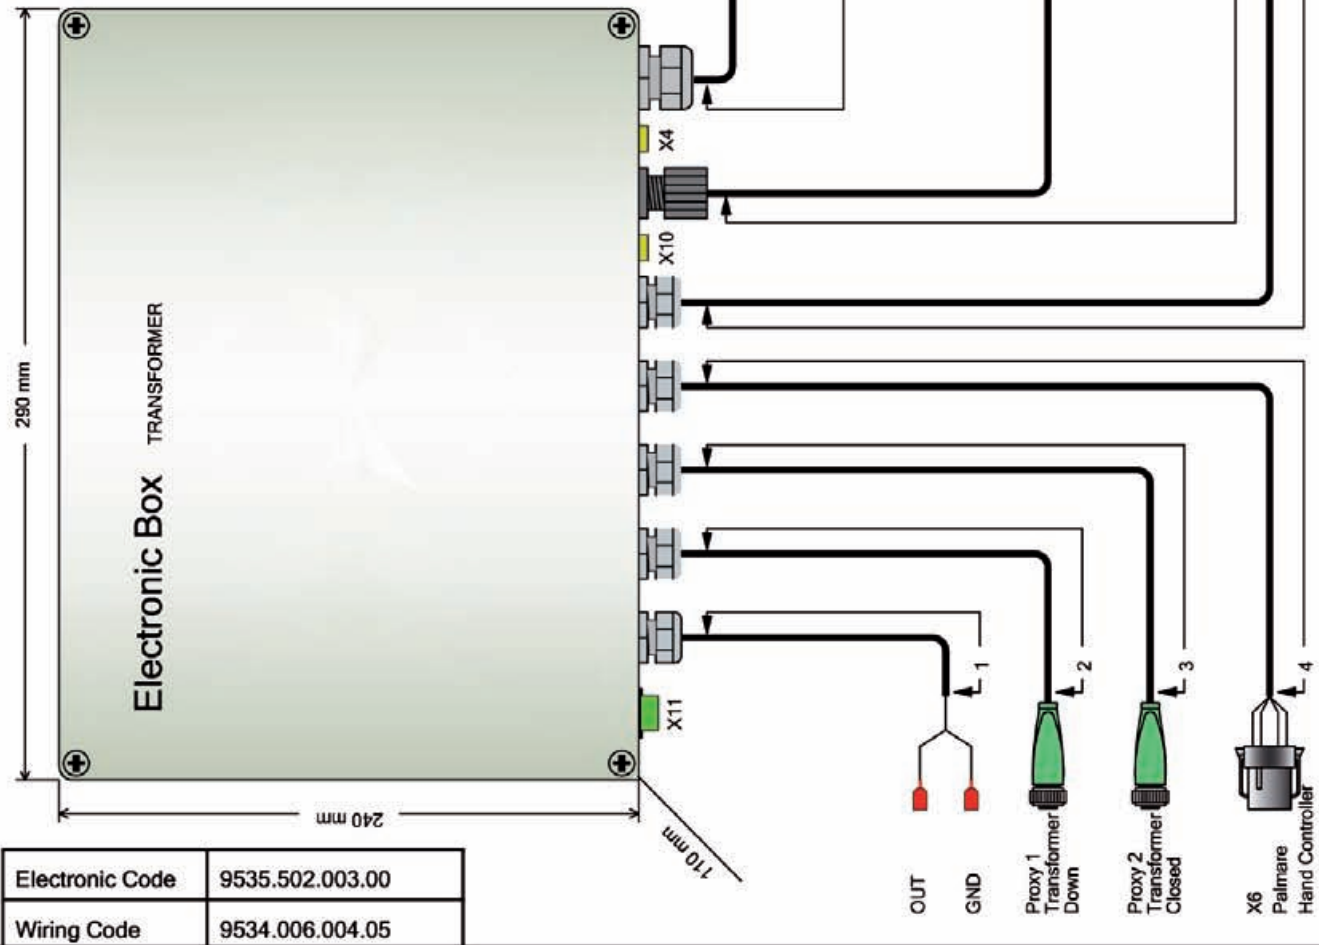 X4
X10
290 mm
Electronic Box TRANSFORMER
X11
240 mm
110 mm
1
2
3
4
OUT
GND
Proxy 1
Transformer
Down
Proxy 2
Transformer
Closed
X6
Palmare
Hand Controller
Electronic Code 9535.502.003.00
Wiring Code 9534.006.004.05